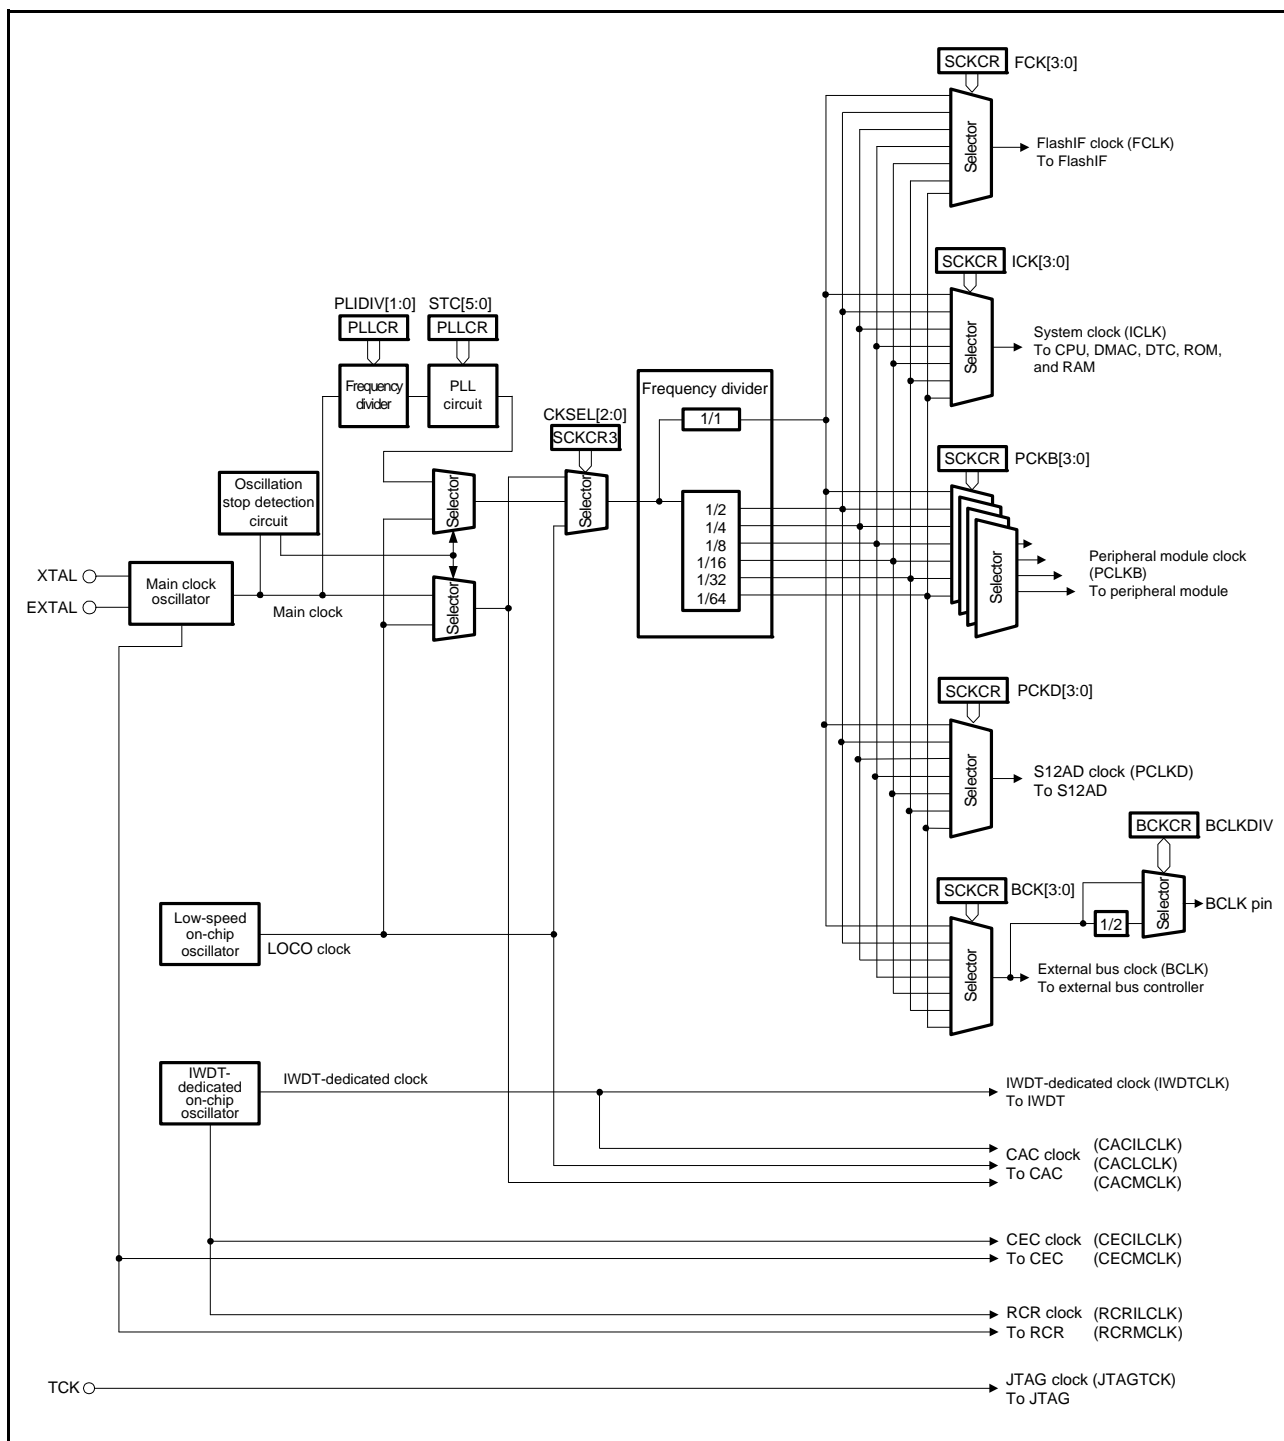 SCKCR FCK[3:0]
Selector
FlashIF clock (FCLK)
To FlashIF
SCKCR ICK[3:0]
Selector
System clock (ICLK)
To CPU, DMAC, DTC, ROM,
and RAM
PLIDIV[1:0] STC[5:0]
PLLCR PLLCR
Frequency
divider
PLL
circuit
Frequency divider
1/1
CKSEL[2:0]
SCKCR3
Selector
Oscillation
stop detection
circuit
Selector
SCKCR PCKB[3:0]
1/2
1/4
1/8
1/16
1/32
1/64
Selector
Peripheral module clock
(PCLKB)
To peripheral module
XTAL
EXTAL
Main clock
oscillator
Main clock
Selector
SCKCR PCKD[3:0]
Selector
S12AD clock (PCLKD)
To S12AD
BCKCR BCLKDIV
Selector
BCLK pin
1/2
SCKCR BCK[3:0]
Selector
External bus clock (BCLK)
To external bus controller
Low-speed
on-chip
oscillator
LOCO clock
IWDT-
dedicated
on-chip
oscillator
IWDT-dedicated clock
IWDT-dedicated clock (IWDTCLK)
To IWDT
CAC clock (CACILCLK)
To CAC (CACLCLK)
(CACMCLK)
CEC clock (CECILCLK)
To CEC (CECMCLK)
RCR clock (RCRILCLK)
To RCR (RCRMCLK)
TCK
JTAG clock (JTAGTCK)
To JTAG